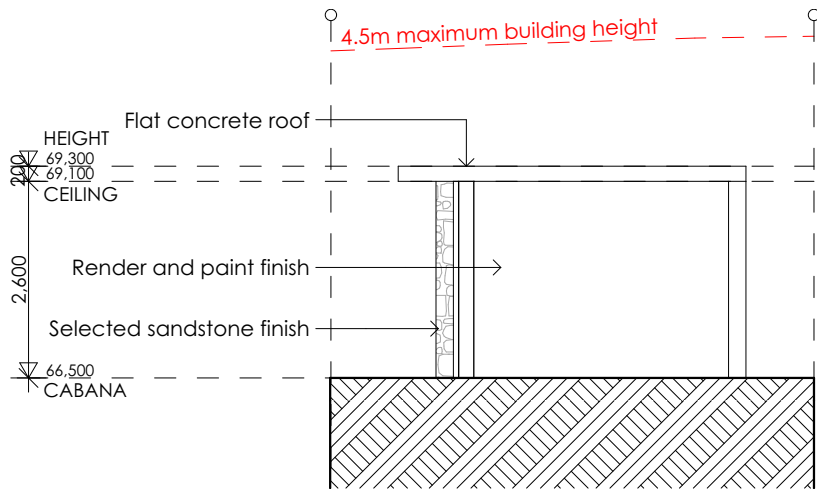 4.5m maximum building height
Flat concrete roof
HEIGHT
69,300
200
69,100
CEILING
2,600
Render and paint finish
Selected sandstone finish
66,500
CABANA